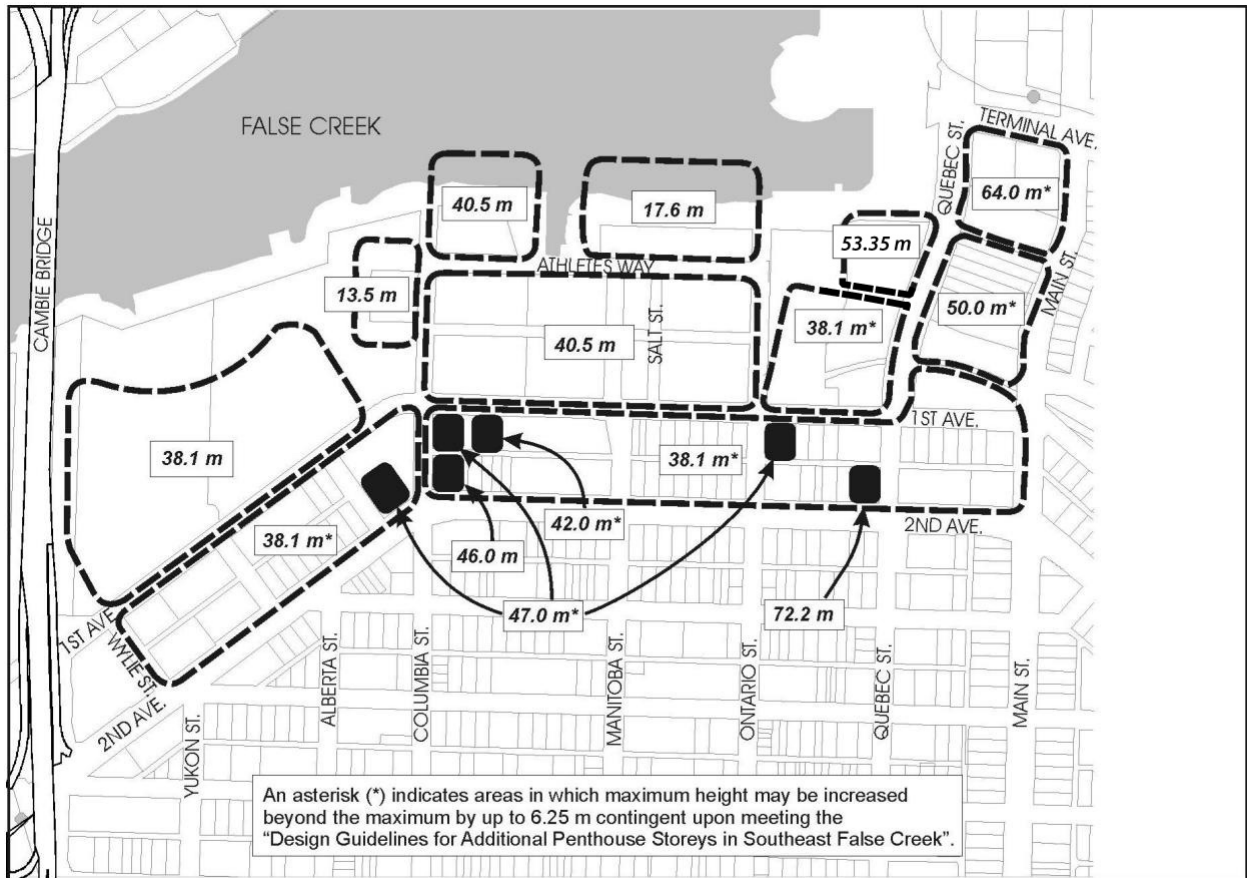 FALSE CREEK
CAMBIE BRIDGE
QUEBEC ST.
TERMINAL AVE.
64.0 m*
40.5 m
17.6 m
53.35 m
MAIN ST.
ATHLETES WAY
13.5 m
50.0 m*
38.1 m*
40.5 m
SALT ST.
1ST AVE.
38.1 m
38.1 m*
42.0 m*
2ND AVE.
38.1 m*
46.0 m
47.0 m*
72.2 m
1ST AVE.
WYLIE ST.
2ND AVE.
YUKON ST.
ALBERTA ST.
COLUMBIA ST.
MANITOBA ST.
ONTARIO ST.
QUEBEC ST.
MAIN ST.
An asterisk (*) indicates areas in which maximum height may be increased
beyond the maximum by up to 6.25 m contingent upon meeting the
“Design Guidelines for Additional Penthouse Storeys in Southeast False Creek”.